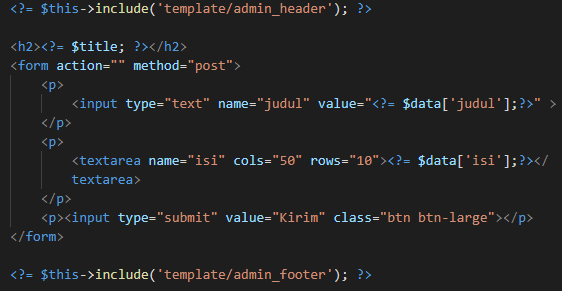 <?= $this->include('template/admin_header'); ?>
<h2><?= $title; ?></h2>
<form action="" method="post">
<p>
<input type="text" name="judul" value="<?= $data['judul'];?>" >
</p>
<p>
<textarea name="isi" cols="50" rows="10"><?= $data['isi'];?></
textarea>
</p>
<p><input type="submit" value="Kirim" class="btn btn-large"></p>
</form>
<?= $this->include('template/admin_footer'); ?>